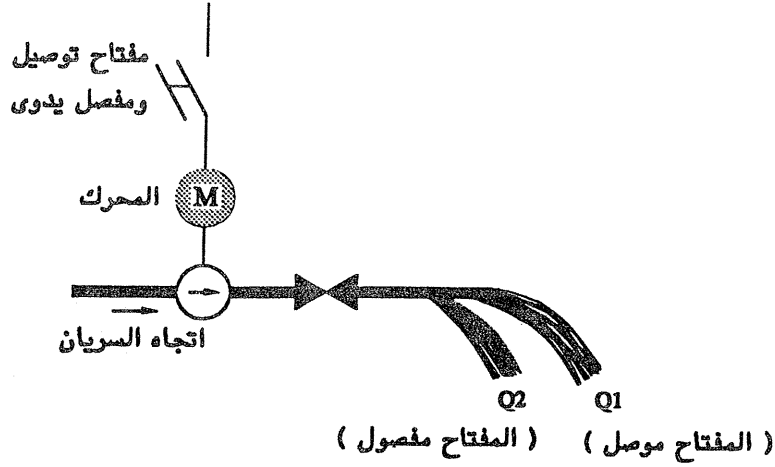 مفتاح توصيل
ومفصل يدوى
المحرك
M
اتجاه السريان
Q2
Q1
( المفتاح مفصول )
( المفتاح موصل )